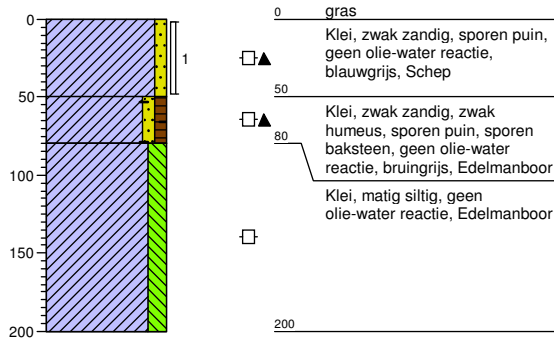 0
50
100
150
200
1
0
gras
Klei, zwak zandig, sporen puin,
geen olie-water reactie,
blauwgrijs, Schep
50
Klei, zwak zandig, zwak
humeus, sporen puin, sporen
baksteen, geen olie-water
reactie, bruingrijs, Edelmanboor
80
Klei, matig siltig, geen
olie-water reactie, Edelmanboor
200